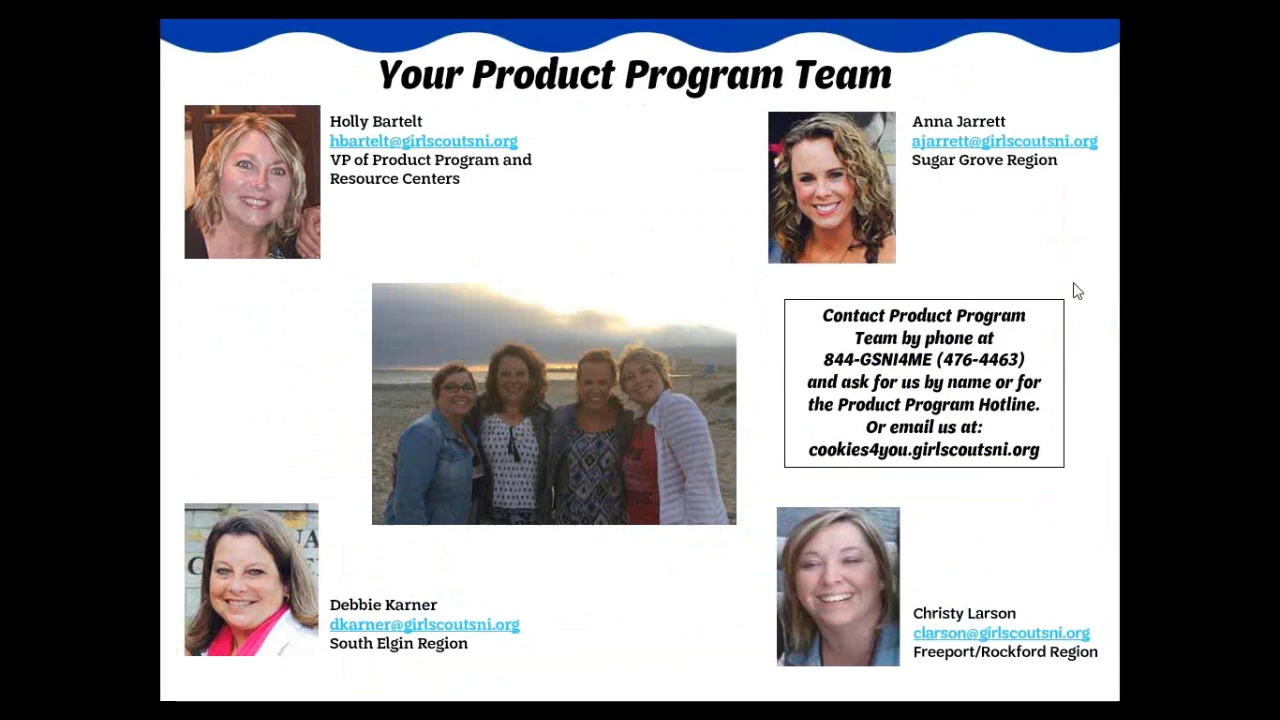 Your Product Program Team
Holly Bartelt
hbartelt@girlscoutsni.org
VP of Product Program and
Resource Centers
Anna Jarrett
ajarrett@girlscoutsni.org
Sugar Grove Region
Contact Product Program
Team by phone at
844-GSNI4ME (476-4463)
and ask for us by name or for
the Product Program Hotline.
Or email us at:
cookies4you.girlscoutsni.org
Debbie Karner
dkarner@girlscoutsni.org
South Elgin Region
Christy Larson
clarson@girlscoutsni.org
Freeport/Rockford Region